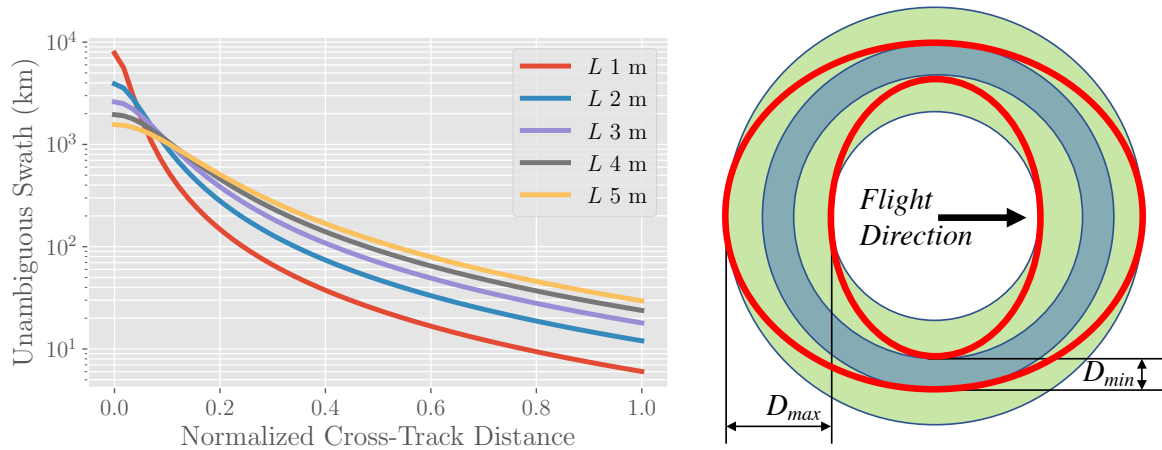 Unambiguous Swath (km)
10⁴
10³
10²
10¹
0.0 0.2 0.4 0.6 0.8 1.0
Normalized Cross-Track Distance
L 1 m
L 2 m
L 3 m
L 4 m
L 5 m
Flight
Direction
D_min
D_max